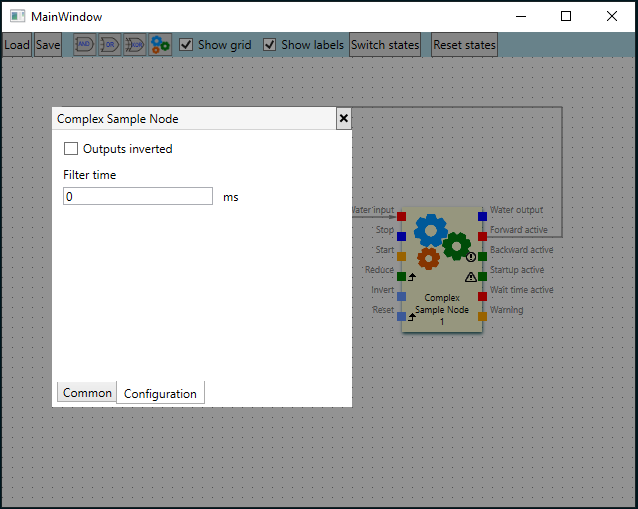 MainWindow
Load Save AND OR XOR Show grid Show labels Switch states Reset states
Complex Sample Node
Outputs inverted
Filter time
0 ms
Common Configuration
Water input
Stop
Start
Reduce
Invert
Reset
Complex
Sample Node
1
Water output
Forward active
Backward active
Startup active
Wait time active
Warning